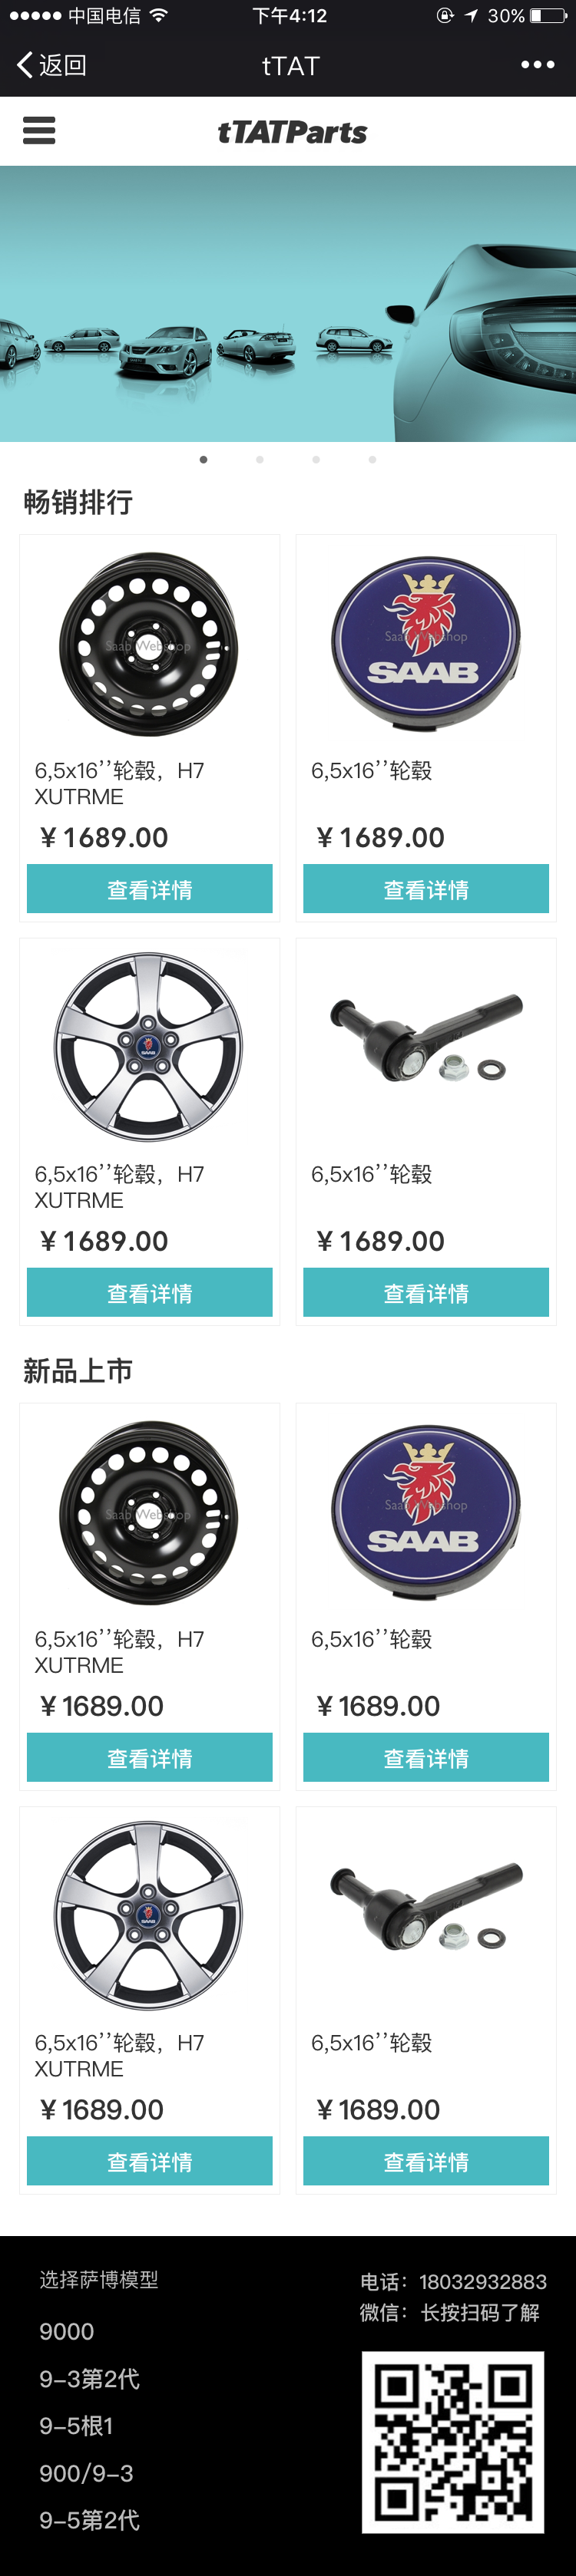 中国电信 下午4:12 30%
返回 tTAT
tTATParts
畅销排行
Saab Webshop
SAAB
Saab Webshop
6,5x16’’轮毂，H7
XUTRME
6,5x16’’轮毂
￥1689.00
￥1689.00
查看详情
查看详情
SAAB
6,5x16’’轮毂，H7
XUTRME
6,5x16’’轮毂
￥1689.00
￥1689.00
查看详情
查看详情
新品上市
Saab Webshop
SAAB
Saab Webshop
6,5x16’’轮毂，H7
XUTRME
6,5x16’’轮毂
￥1689.00
￥1689.00
查看详情
查看详情
SAAB
6,5x16’’轮毂，H7
XUTRME
6,5x16’’轮毂
￥1689.00
￥1689.00
查看详情
查看详情
选择萨博模型
9000
9-3第2代
9-5根1
900/9-3
9-5第2代
电话：18032932883
微信：长按扫码了解